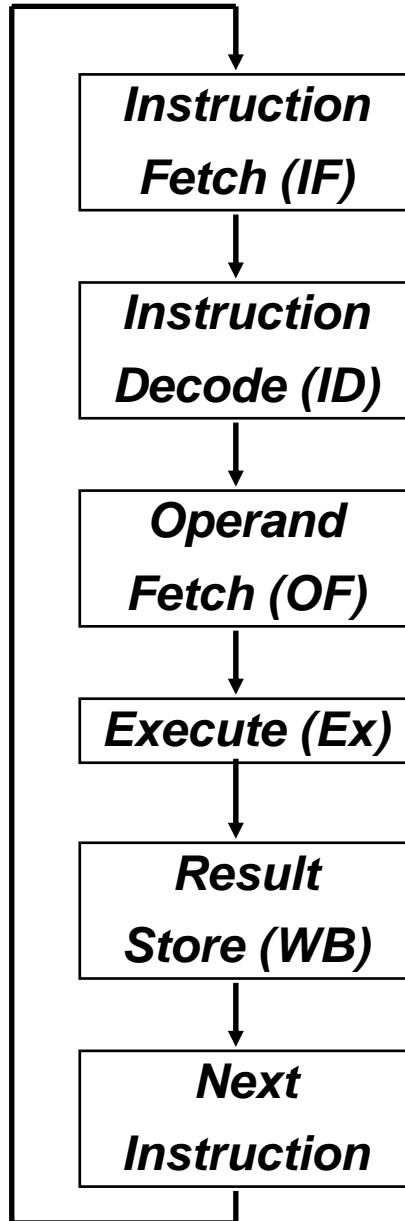 Instruction
Fetch (IF)
Instruction
Decode (ID)
Operand
Fetch (OF)
Execute (Ex)
Result
Store (WB)
Next
Instruction